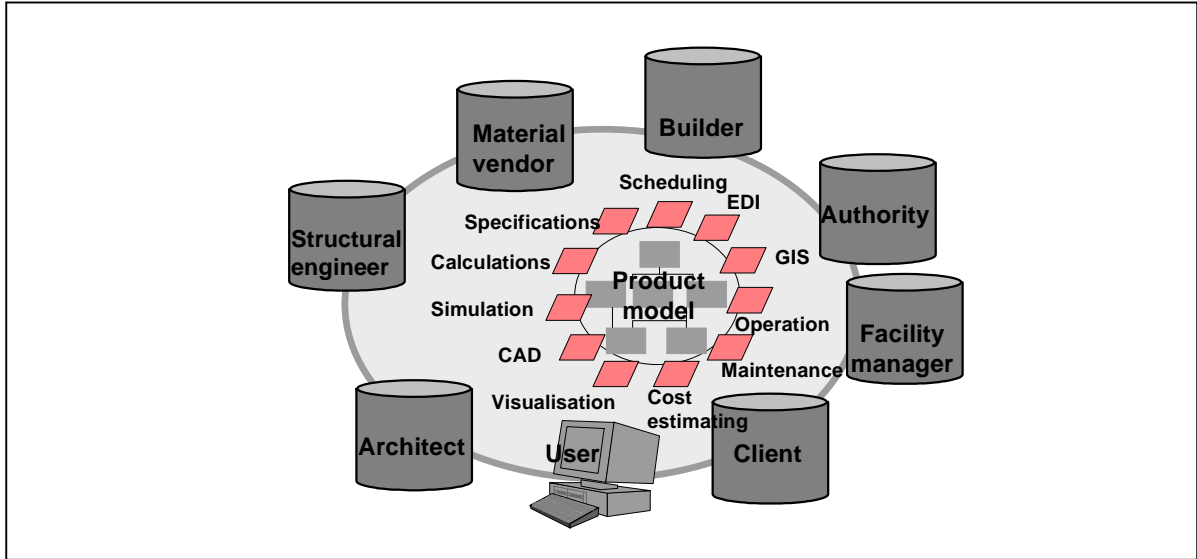 Builder
Material
vendor
Scheduling
EDI
Authority
Specifications
Structural
engineer
Calculations
GIS
Product
model
Simulation
Operation
Facility
manager
CAD
Maintenance
Visualisation
Cost
estimating
Architect
User
Client